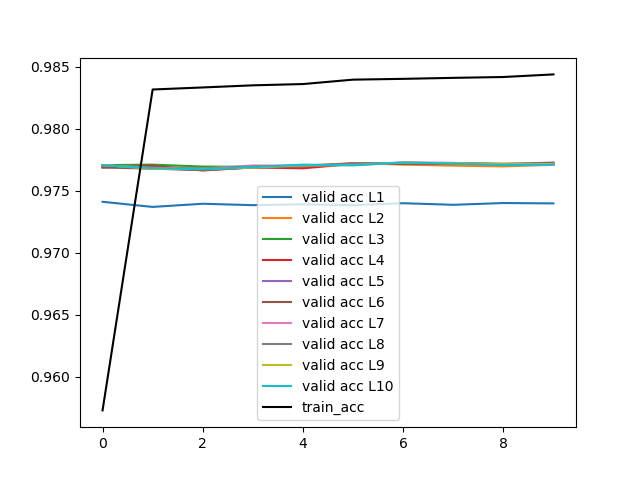 0.985
0.980
0.975
0.970
0.965
0.960
valid acc L1
valid acc L2
valid acc L3
valid acc L4
valid acc L5
valid acc L6
valid acc L7
valid acc L8
valid acc L9
valid acc L10
train_acc
0 2 4 6 8